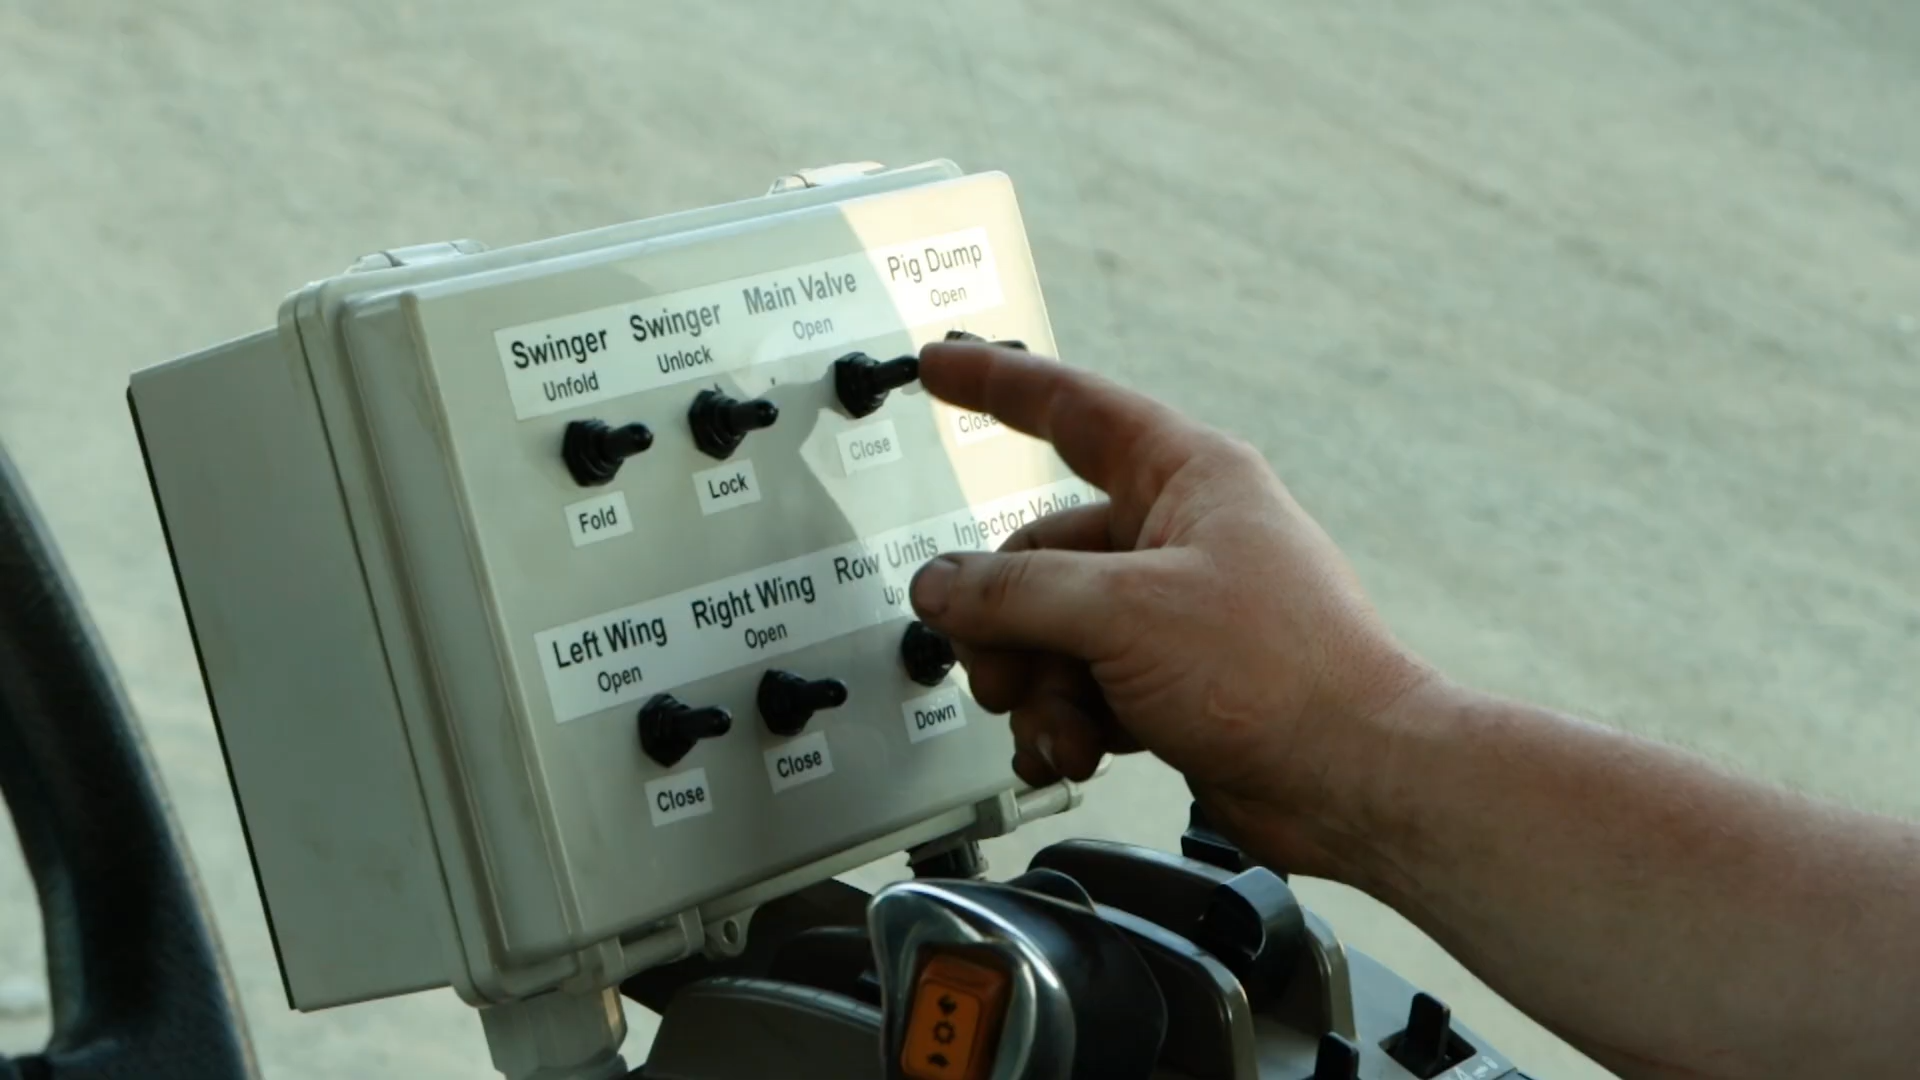 Swinger Swinger Main Valve Pig Dump
Unfold Unlock Open Open
Fold Lock Close Close
Left Wing Right Wing Row Units Injector Valve
Open Open Up
Close Close Down